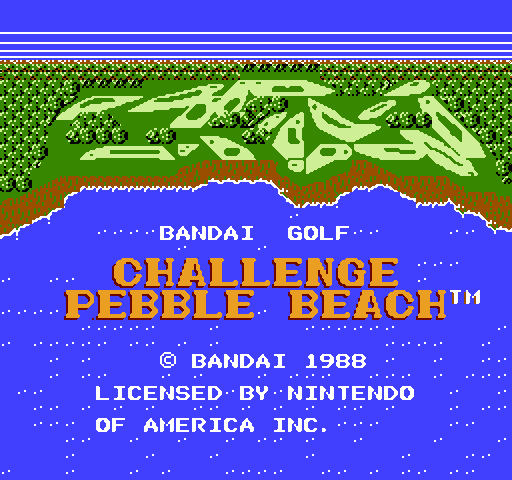 BANDAI GOLF
CHALLENGE
PEBBLE BEACH™
© BANDAI 1988
LICENSED BY NINTENDO
OF AMERICA INC.